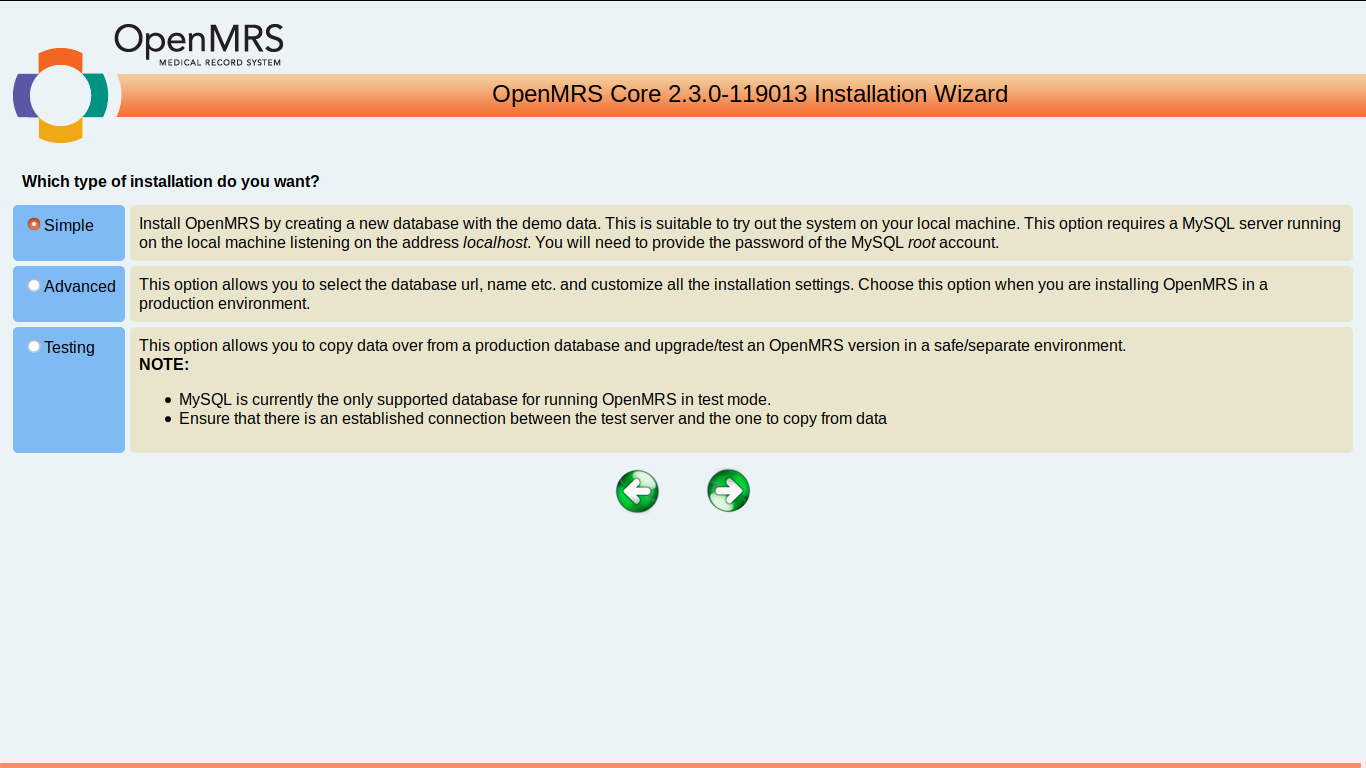 OpenMRS
MEDICAL RECORD SYSTEM
OpenMRS Core 2.3.0-119013 Installation Wizard
Which type of installation do you want?
Simple
Install OpenMRS by creating a new database with the demo data. This is suitable to try out the system on your local machine. This option requires a MySQL server running
on the local machine listening on the address localhost. You will need to provide the password of the MySQL root account.
Advanced
This option allows you to select the database url, name etc. and customize all the installation settings. Choose this option when you are installing OpenMRS in a
production environment.
Testing
This option allows you to copy data over from a production database and upgrade/test an OpenMRS version in a safe/separate environment.
NOTE:
• MySQL is currently the only supported database for running OpenMRS in test mode.
• Ensure that there is an established connection between the test server and the one to copy from data